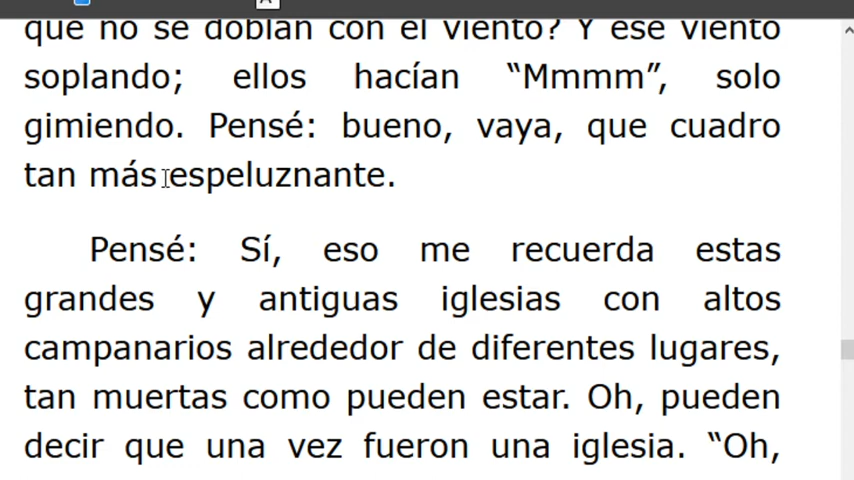 que no se doblan con el viento? Y ese viento
soplando; ellos hacían “Mmmm”, solo
gimiendo. Pensé: bueno, vaya, que cuadro
tan más espeluznante.
Pensé: Sí, eso me recuerda estas
grandes y antiguas iglesias con altos
campanarios alrededor de diferentes lugares,
tan muertas como pueden estar. Oh, pueden
decir que una vez fueron una iglesia. “Oh,